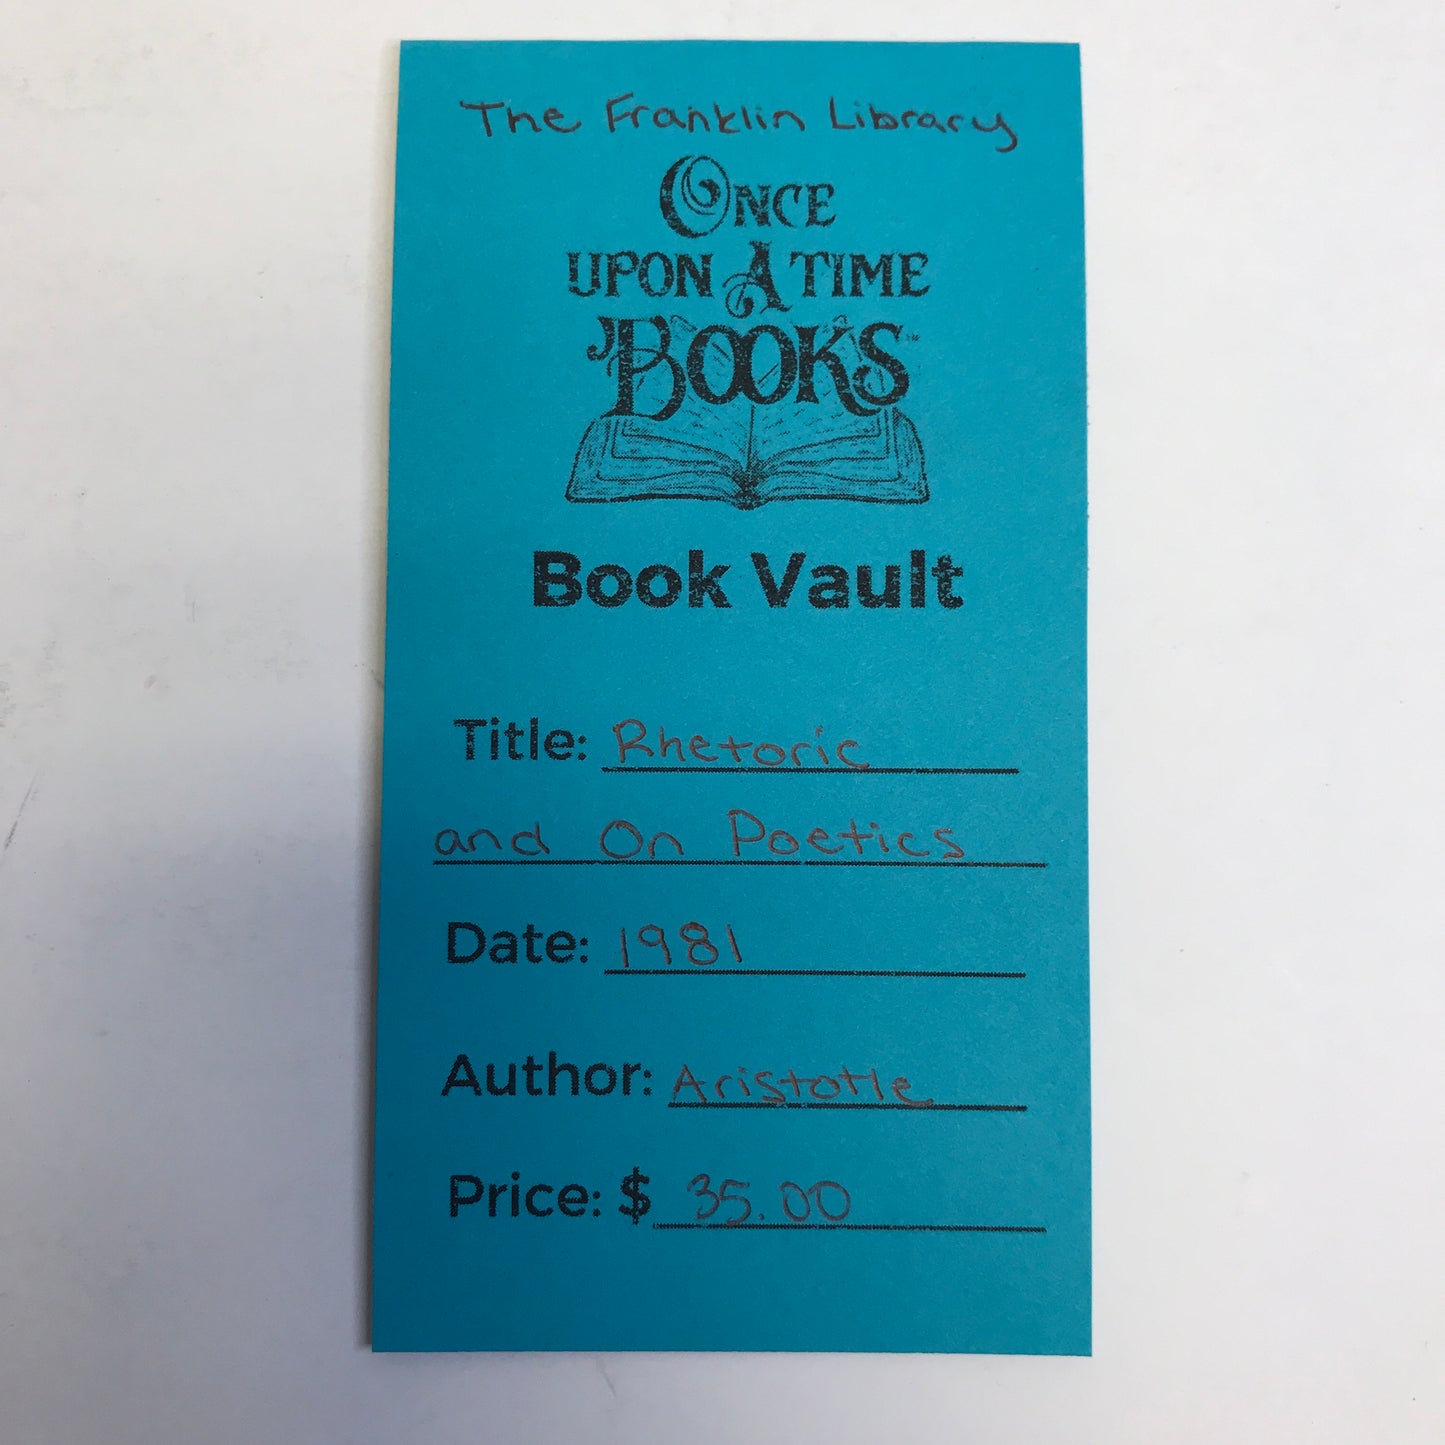 The Franklin Library
ONCE
UPON A TIME
BOOKS
Book Vault
Title: Rhetoric
and On Poetics
Date: 1981
Author: Aristotle
Price: $ 35.00